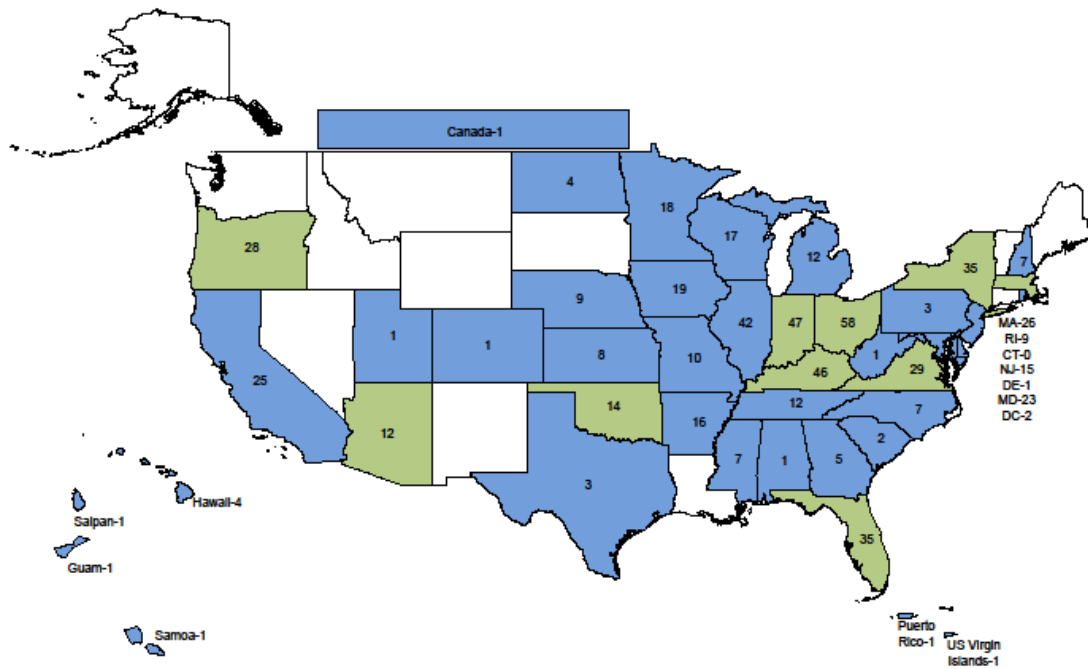 Canada-1
4
18
28
17
12
35
7
9
19
3
MA-26
RI-9
CT-0
NJ-15
DE-1
MD-23
DC-2
42
47
58
1
1
8
10
46
1
29
25
12
14
16
12
7
7
1
5
2
3
35
Hawaii-4
Saipan-1
Guam-1
Samoa-1
Puerto
Rico-1
US Virgin
Islands-1